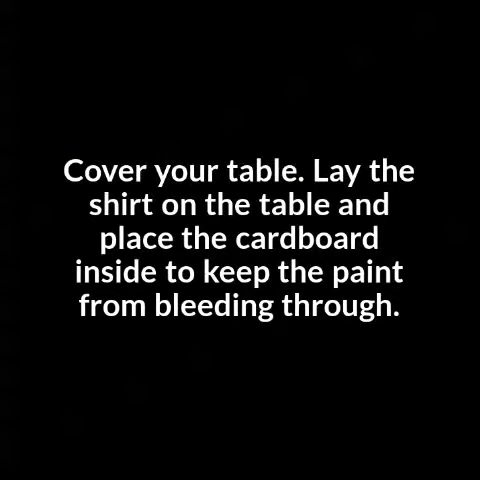 Cover your table. Lay the
shirt on the table and
place the cardboard
inside to keep the paint
from bleeding through.